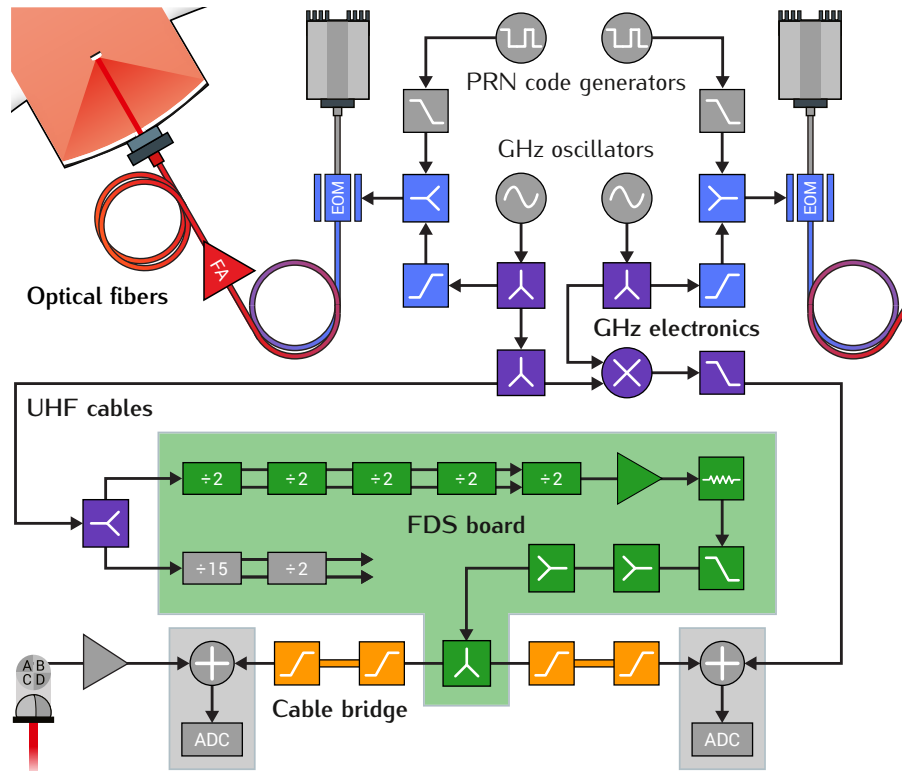 PRN code generators
GHz oscillators
EOM
EOM
FA
Optical fibers
GHz electronics
UHF cables
÷2
÷2
÷2
÷2
÷2
FDS board
÷15
÷2
A B
C D
Cable bridge
ADC
ADC